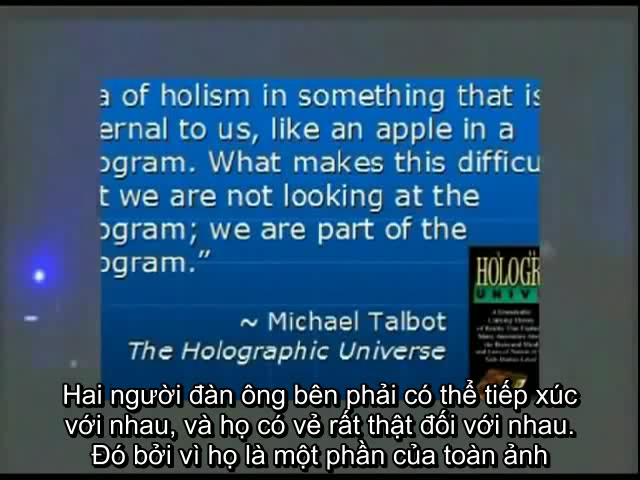 a of holism in something that is
ernal to us, like an apple in a
ogram. What makes this difficu
t we are not looking at the
ogram; we are part of the
ogram.”
HOLOGR
UNIV
~ Michael Talbot
The Holographic Universe
Hai người đàn ông bên phải có thể tiếp xúc
với nhau, và họ có vẻ rất thật đối với nhau.
Đó bởi vì họ là một phần của toàn ảnh